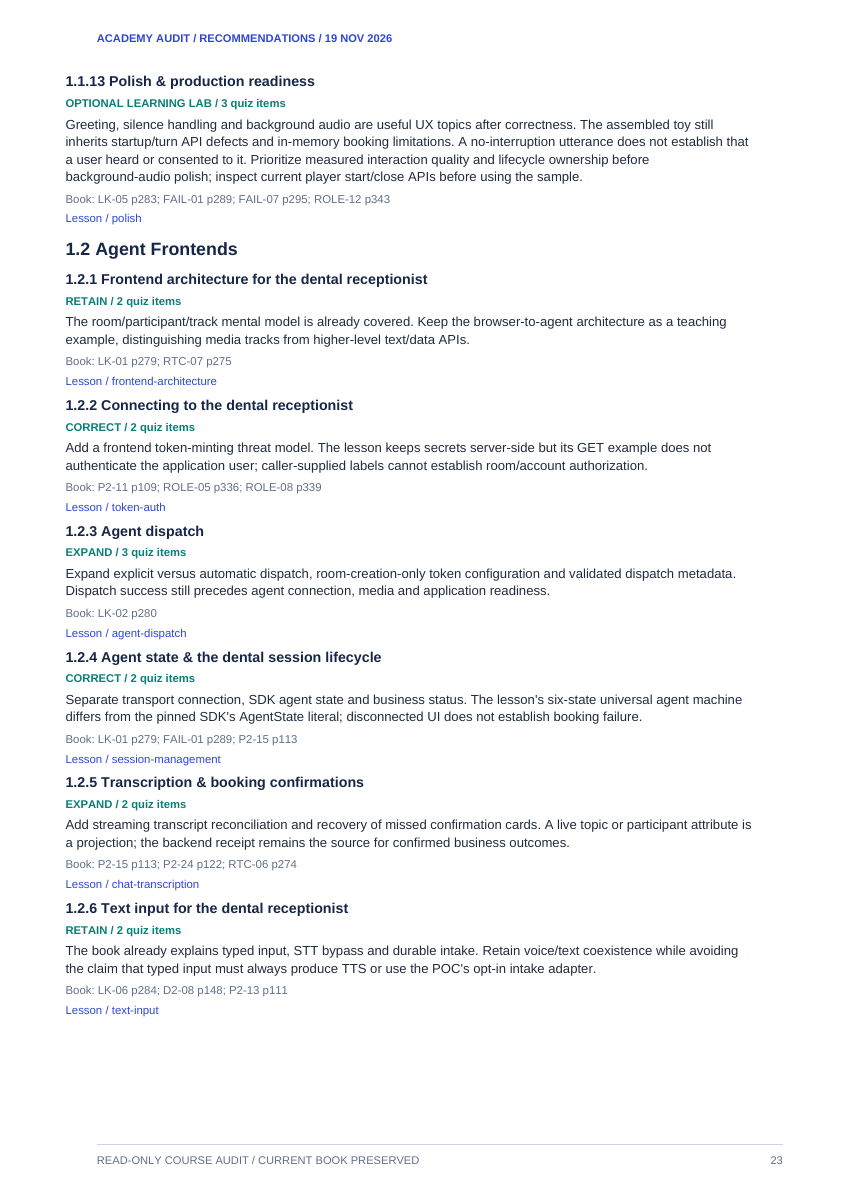 ACADEMY AUDIT / RECOMMENDATIONS / 19 NOV 2026
1.1.13 Polish & production readiness
OPTIONAL LEARNING LAB / 3 quiz items
Greeting, silence handling and background audio are useful UX topics after correctness. The assembled toy still
inherits startup/turn API defects and in-memory booking limitations. A no-interruption utterance does not establish that
a user heard or consented to it. Prioritize measured interaction quality and lifecycle ownership before
background-audio polish; inspect current player start/close APIs before using the sample.
Book: LK-05 p283; FAIL-01 p289; FAIL-07 p295; ROLE-12 p343
Lesson / polish
1.2 Agent Frontends
1.2.1 Frontend architecture for the dental receptionist
RETAIN / 2 quiz items
The room/participant/track mental model is already covered. Keep the browser-to-agent architecture as a teaching
example, distinguishing media tracks from higher-level text/data APIs.
Book: LK-01 p279; RTC-07 p275
Lesson / frontend-architecture
1.2.2 Connecting to the dental receptionist
CORRECT / 2 quiz items
Add a frontend token-minting threat model. The lesson keeps secrets server-side but its GET example does not
authenticate the application user; caller-supplied labels cannot establish room/account authorization.
Book: P2-11 p109; ROLE-05 p336; ROLE-08 p339
Lesson / token-auth
1.2.3 Agent dispatch
EXPAND / 3 quiz items
Expand explicit versus automatic dispatch, room-creation-only token configuration and validated dispatch metadata.
Dispatch success still precedes agent connection, media and application readiness.
Book: LK-02 p280
Lesson / agent-dispatch
1.2.4 Agent state & the dental session lifecycle
CORRECT / 2 quiz items
Separate transport connection, SDK agent state and business status. The lesson's six-state universal agent machine
differs from the pinned SDK's AgentState literal; disconnected UI does not establish booking failure.
Book: LK-01 p279; FAIL-01 p289; P2-15 p113
Lesson / session-management
1.2.5 Transcription & booking confirmations
EXPAND / 2 quiz items
Add streaming transcript reconciliation and recovery of missed confirmation cards. A live topic or participant attribute is
a projection; the backend receipt remains the source for confirmed business outcomes.
Book: P2-15 p113; P2-24 p122; RTC-06 p274
Lesson / chat-transcription
1.2.6 Text input for the dental receptionist
RETAIN / 2 quiz items
The book already explains typed input, STT bypass and durable intake. Retain voice/text coexistence while avoiding
the claim that typed input must always produce TTS or use the POC's opt-in intake adapter.
Book: LK-06 p284; D2-08 p148; P2-13 p111
Lesson / text-input
READ-ONLY COURSE AUDIT / CURRENT BOOK PRESERVED
23